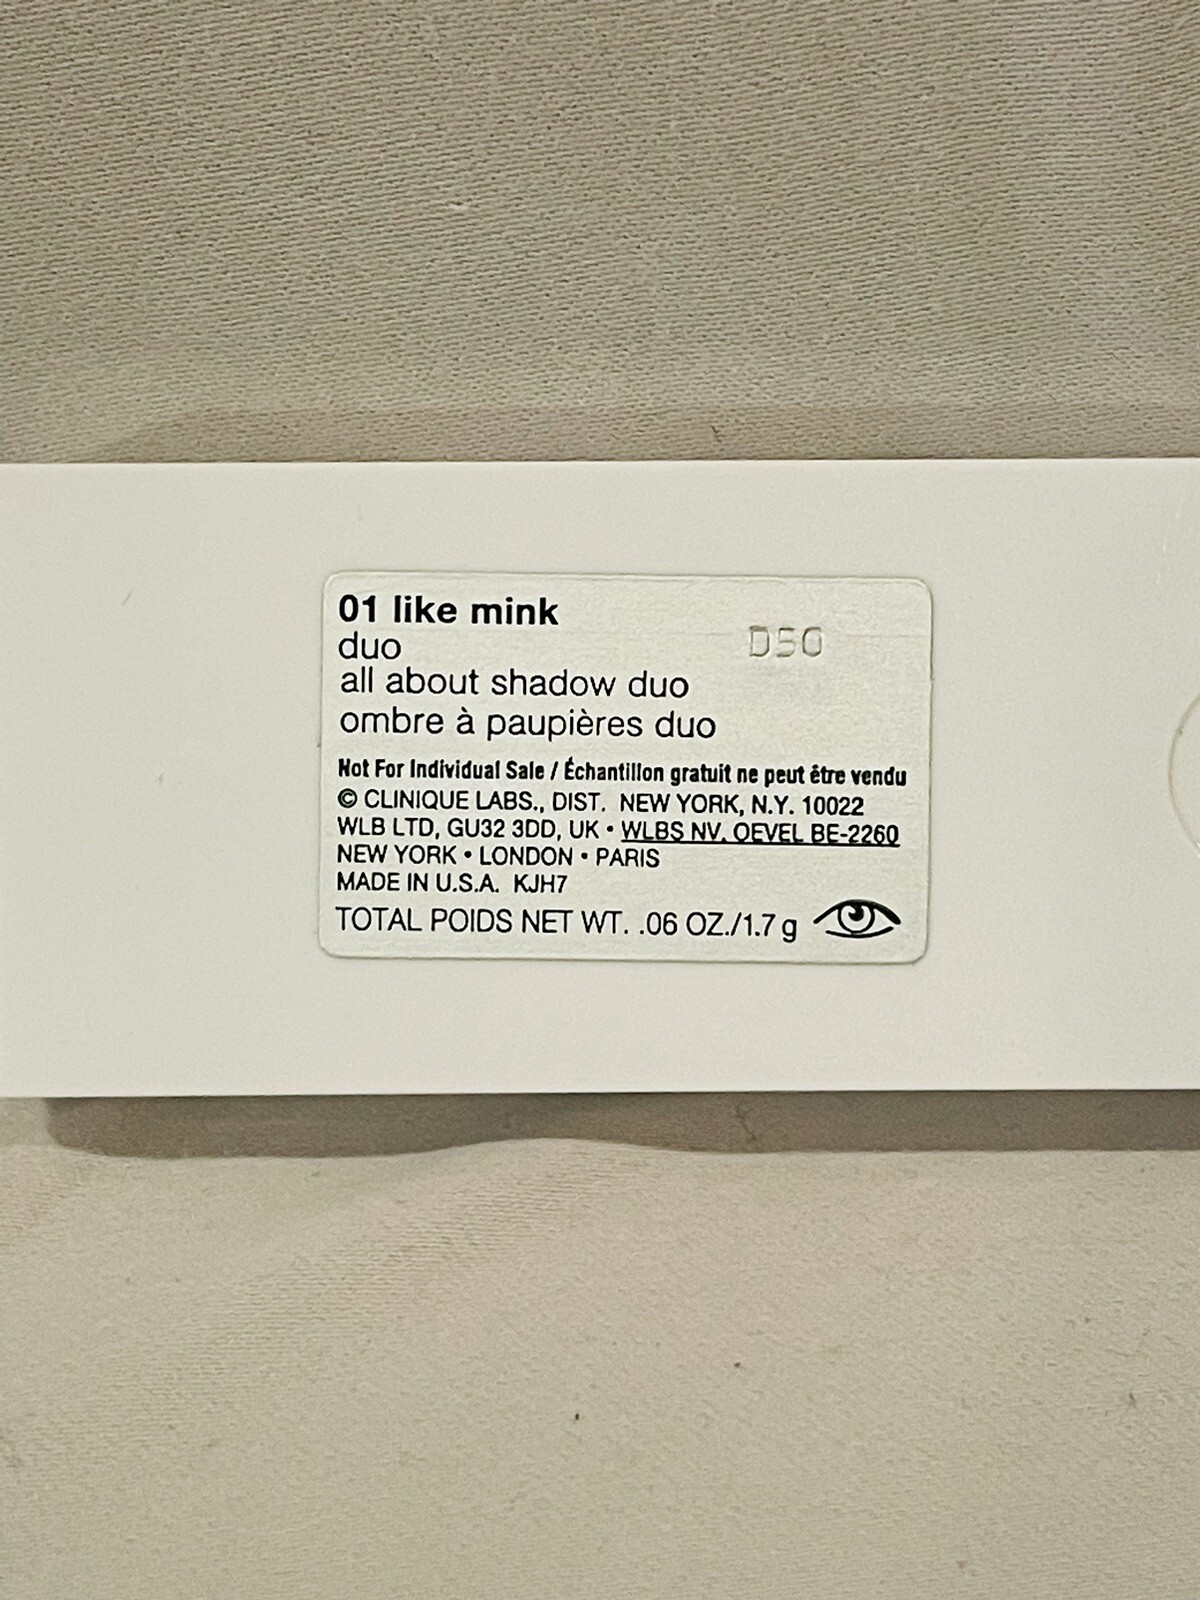 01 like mink
duo
D50
all about shadow duo
ombre à paupières duo
Not For Individual Sale / Échantillon gratuit ne peut être vendu
© CLINIQUE LABS., DIST. NEW YORK, N.Y. 10022
WLB LTD, GU32 3DD, UK • WLBS NV. OEVEL BE-2260
NEW YORK • LONDON • PARIS
MADE IN U.S.A. KJH7
TOTAL POIDS NET WT. .06 OZ./1.7 g